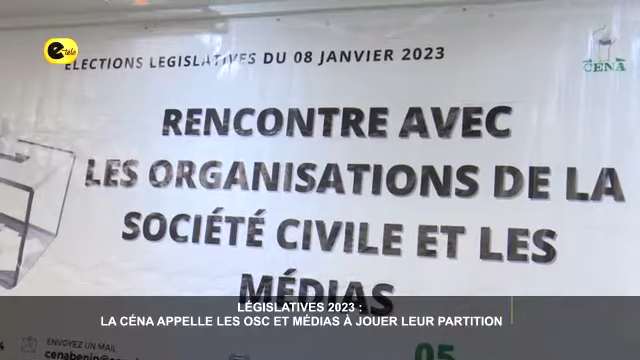 e-télé
ELECTIONS LEGISLATIVES DU 08 JANVIER 2023
CENA
RENCONTRE AVEC
LES ORGANISATIONS DE LA
SOCIÉTÉ CIVILE ET LES
MÉDIAS
LÉGISLATIVES 2023 :
LA CÉNA APPELLE LES OSC ET MÉDIAS À JOUER LEUR PARTITION
ENVOYEZ UN MAIL
05